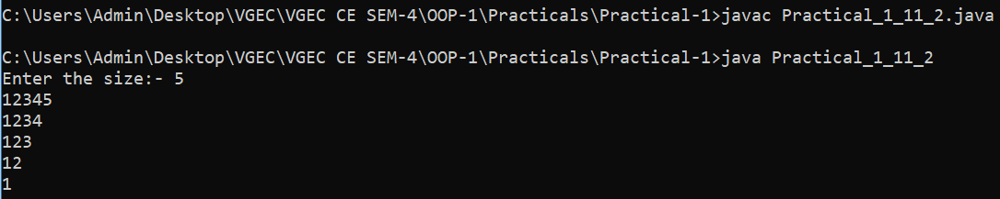 C:\Users\Admin\Desktop\VGEC\VGEC CE SEM-4\OOP-1\Practicals\Practical-1>javac Practical_1_11_2.java
C:\Users\Admin\Desktop\VGEC\VGEC CE SEM-4\OOP-1\Practicals\Practical-1>java Practical_1_11_2
Enter the size:- 5
12345
1234
123
12
1